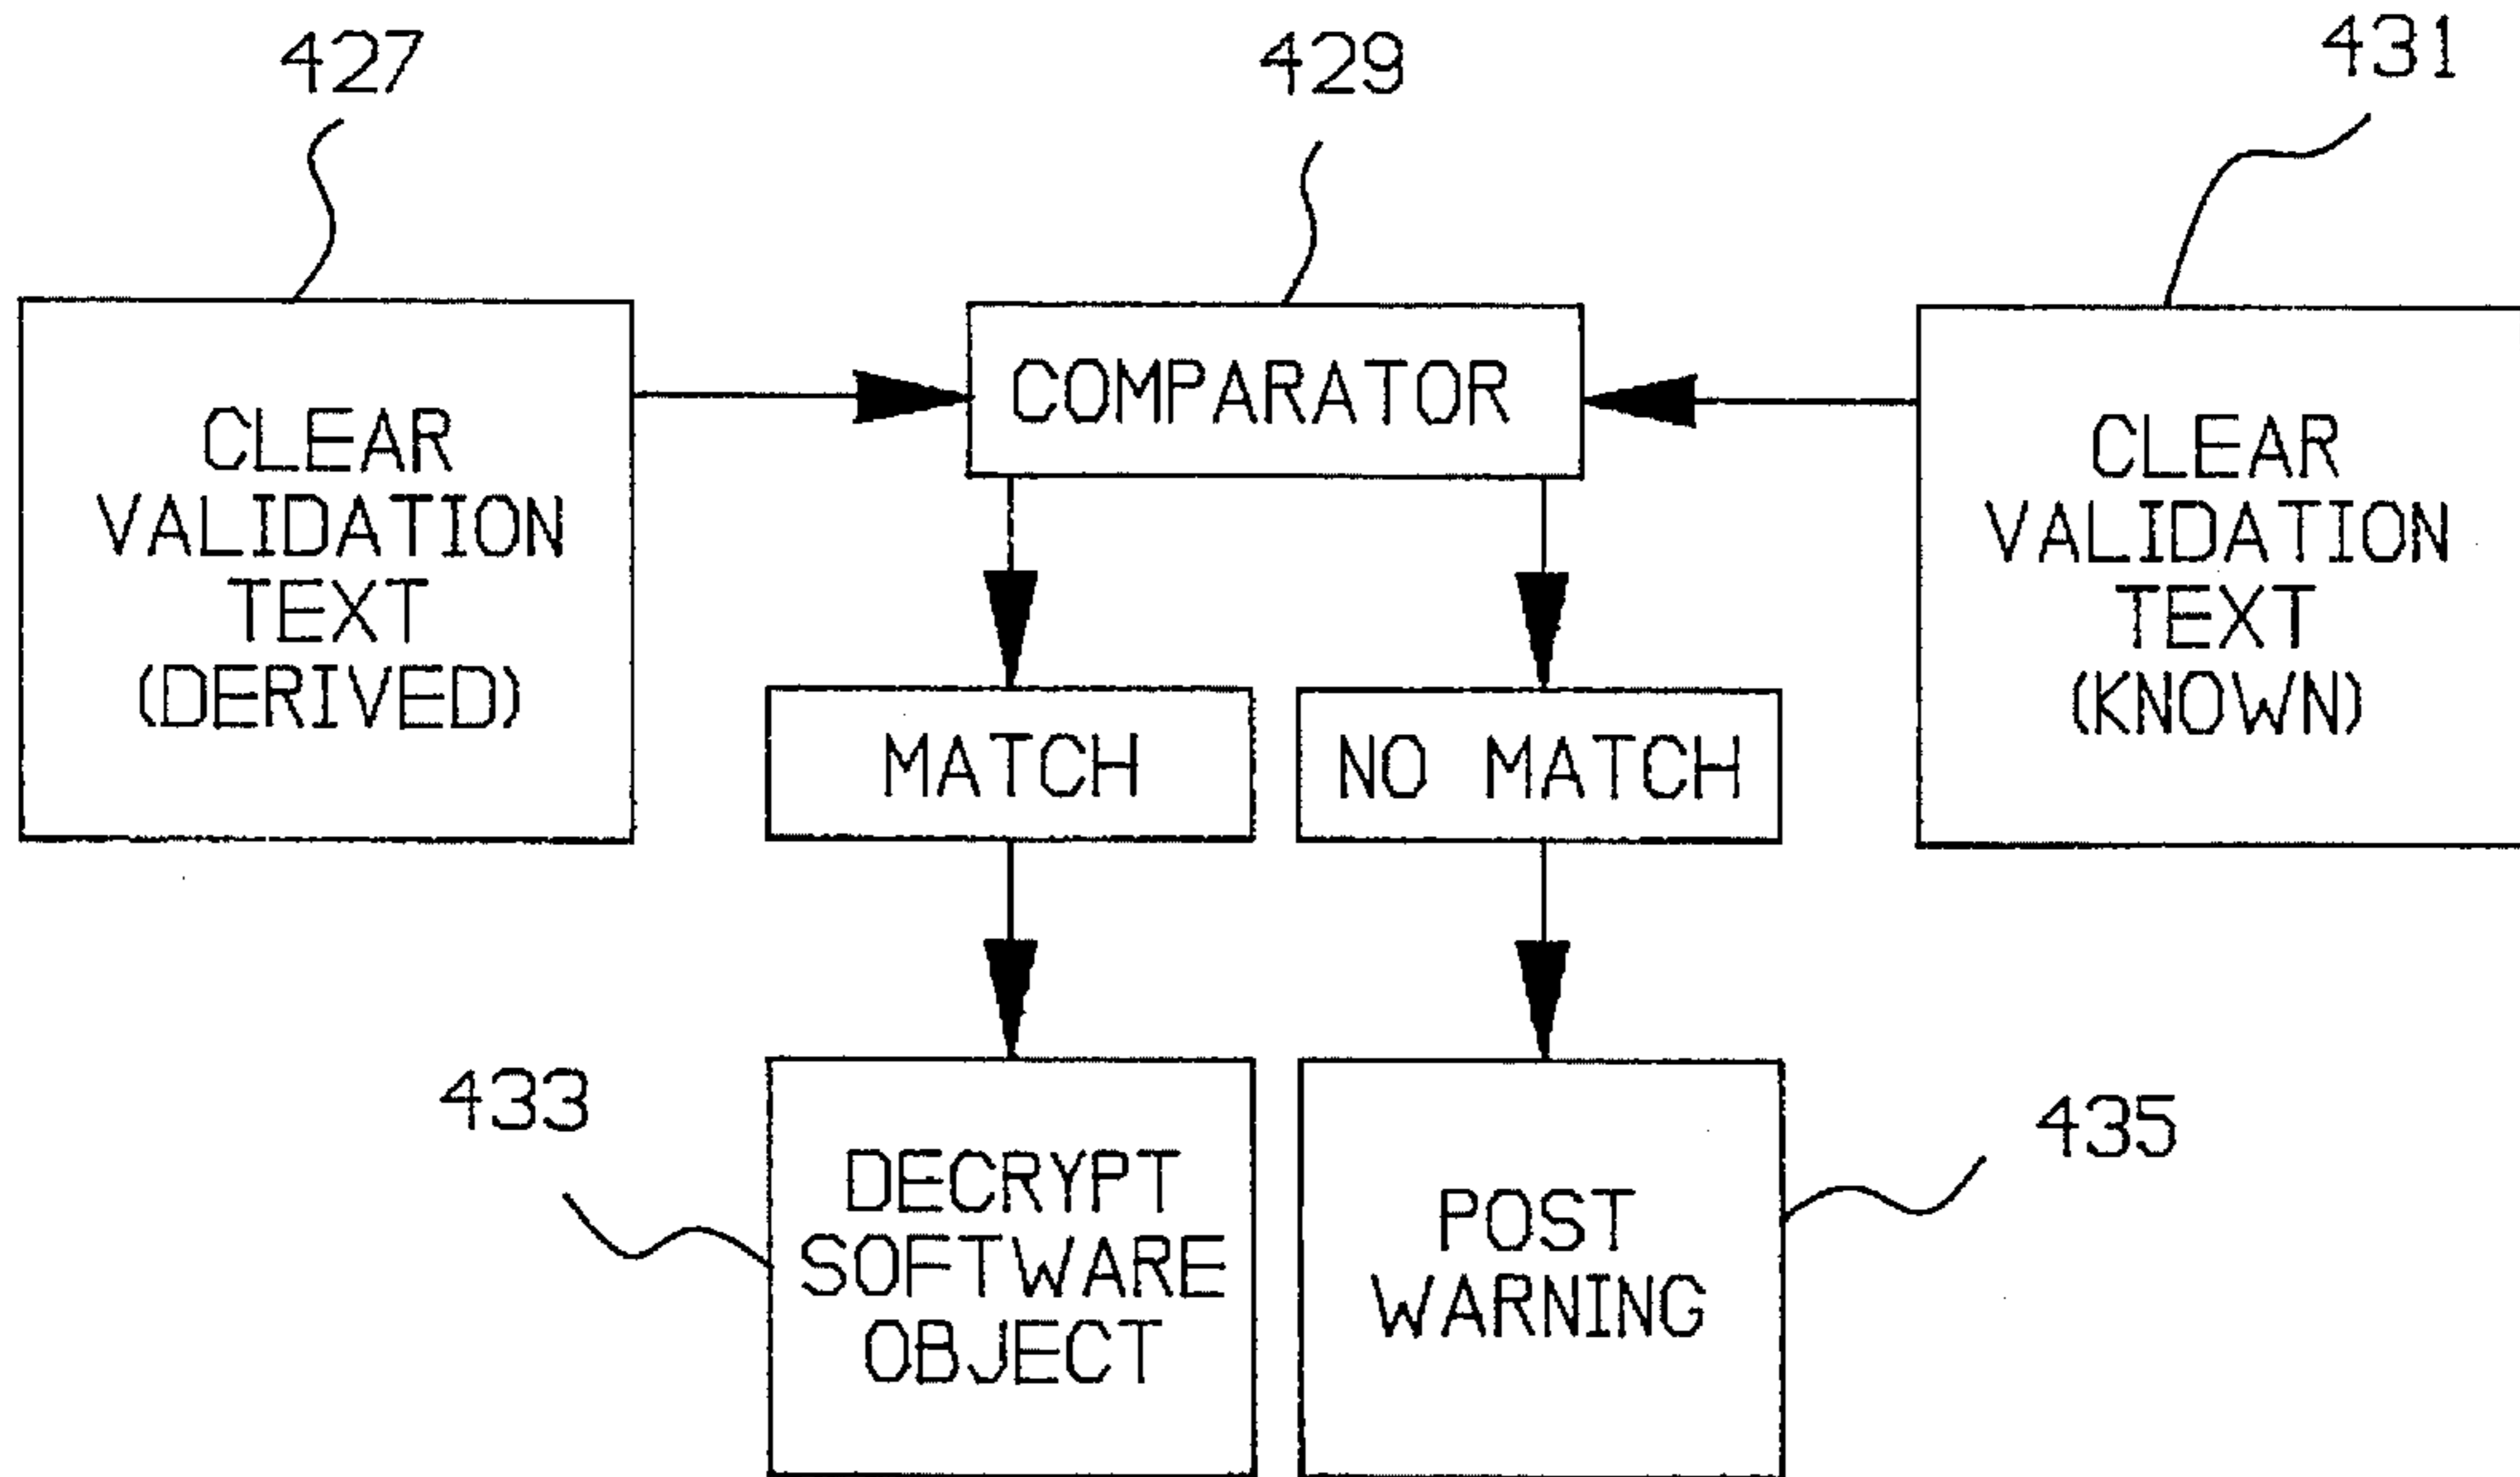 427
429
431
CLEAR
VALIDATION
TEXT
(DERIVED)
COMPARATOR
CLEAR
VALIDATION
TEXT
(KNOWN)
MATCH
NO MATCH
433
DECRYPT
SOFTWARE
OBJECT
POST
WARNING
435